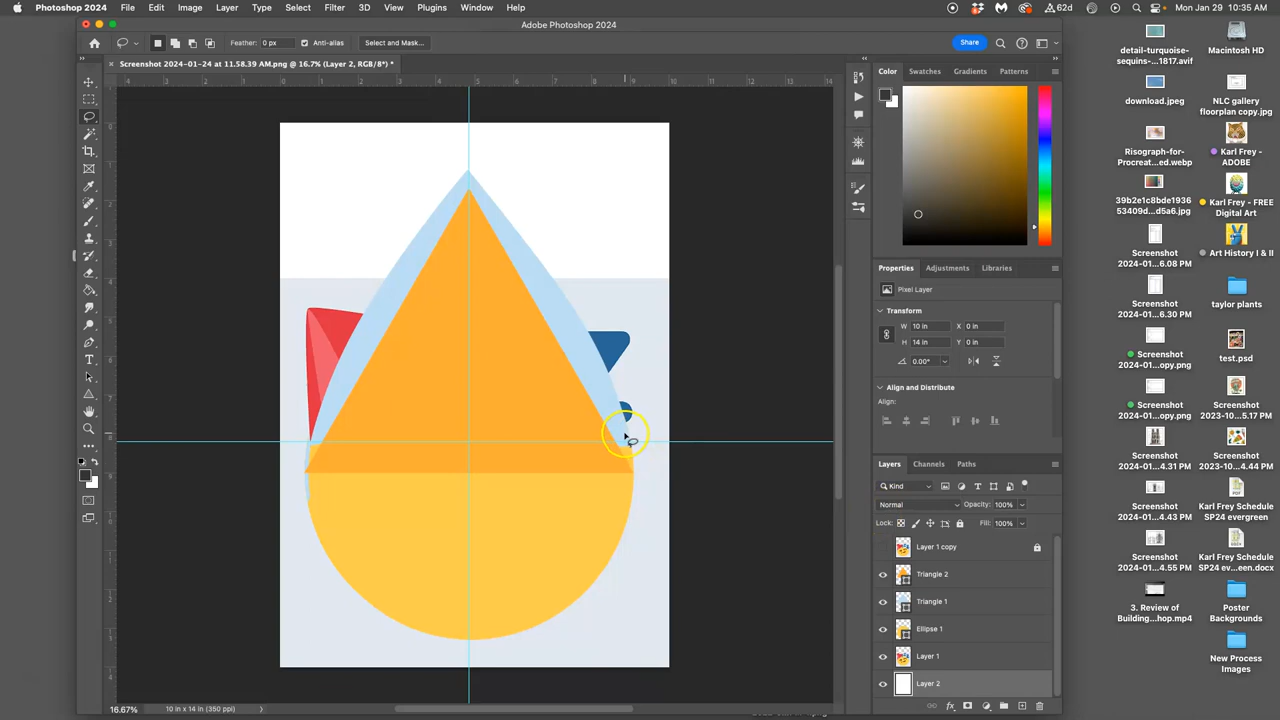 Photoshop 2024 File Edit Image Layer Type Select Filter 3D View Plugins Window Help 62d Mon Jan 29 10:35 AM
Adobe Photoshop 2024
Feather: 0 px Anti-alias Select and Mask... Share
Screenshot 2024-01-24 at 11.58.39 AM.png @ 16.7% (Layer 2, RGB/8#) *
Color Swatches Gradients Patterns
Properties Adjustments Libraries
Pixel Layer
Transform
W 10 in X 0 in
H 14 in Y 0 in
0.00°
Align and Distribute
Align:
Layers Channels Paths
Kind
Normal Opacity: 100%
Lock: Fill: 100%
Layer 1 copy
Triangle 2
Triangle 1
Ellipse 1
Layer 1
Layer 2
16.67% 10 in x 14 in (350 ppi)
detail-turquoise-
sequins-...1817.avif
Macintosh HD
download.jpeg
NLC gallery
floorplan copy.jpg
Risograph-for-
Procreat...ed.webp
Karl Frey -
ADOBE
39b2e1c8bde1936
53409d...d5a6.jpg
Karl Frey - FREE
Digital Art
Screenshot
2024-01...6.08 PM
Art History I & II
Screenshot
2024-01...6.30 PM
taylor plants
Screenshot
2024-01...opy.png
test.psd
Screenshot
2024-01...opy.png
Screenshot
2023-10...5.17 PM
Screenshot
2024-01...4.31 PM
Screenshot
2023-10...4.44 PM
Screenshot
2024-01...4.43 PM
Karl Frey Schedule
SP24 evergreen
Screenshot
2024-01...4.55 PM
Karl Frey Schedule
SP24 ev...een.docx
3. Review of
Building...hop.mp4
Poster
Backgrounds
New Process
Images